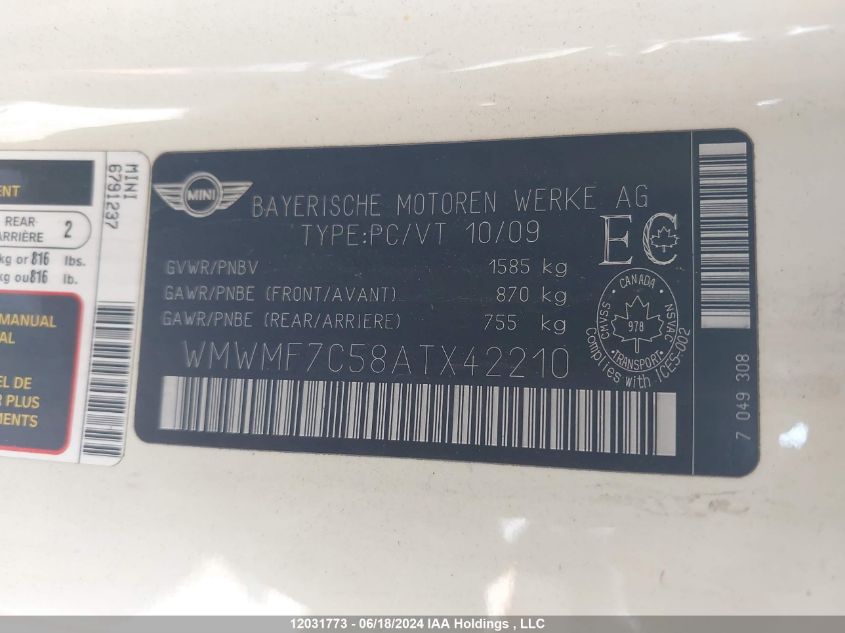 ENT
REAR
ARRIÈRE 2
kg or 816 lbs.
kg ou 816 lb.
MANUAL
AL
EL DE
R PLUS
MENTS
MINI
6791237
MINI
BAYERISCHE MOTOREN WERKE AG
TYPE:PC/VT 10/09
EC
GVWR/PNBV 1585 kg
GAWR/PNBE (FRONT/AVANT) 870 kg
GAWR/PNBE (REAR/ARRIERE) 755 kg
WMWMF7C58ATX42210
CANADA
CMVSS
NSVAC
978
TRANSPORT
Complies with ICES-002
7 049 308
12031773 - 06/18/2024 IAA Holdings , LLC